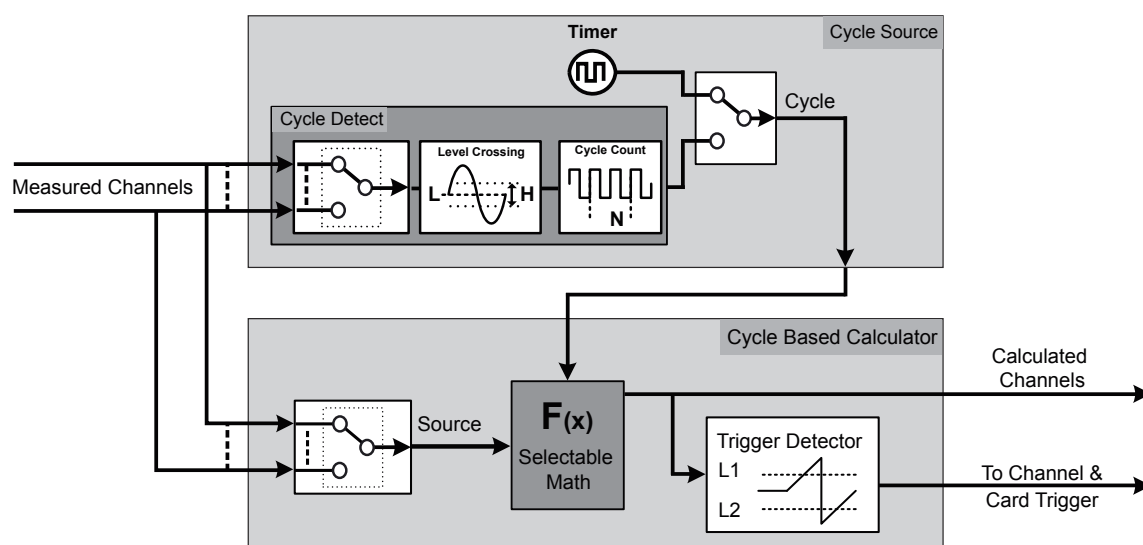 Timer
Cycle Source
Cycle
Cycle Detect
Level Crossing
L
H
Cycle Count
N
Measured Channels
Cycle Based Calculator
Calculated
Channels
Source
F(x)
Selectable
Math
Trigger Detector
L1
L2
To Channel &
Card Trigger